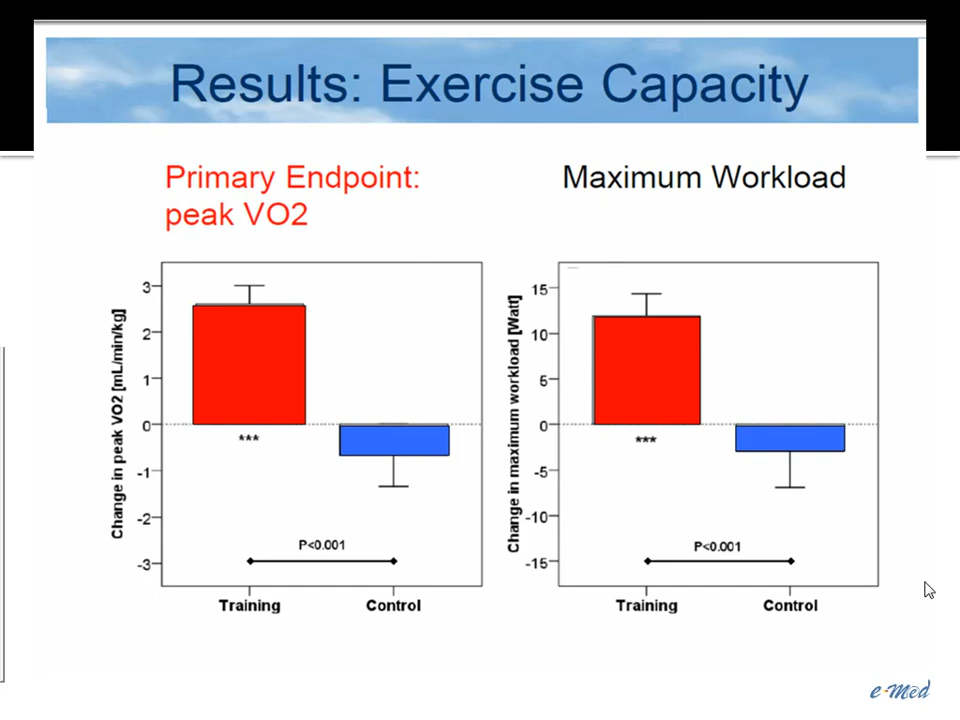 Results: Exercise Capacity
Primary Endpoint:
peak VO2
Maximum Workload
Change in peak VO2 [mL/min/kg]
3
2
1
0
-1
-2
-3
***
P<0.001
Training
Control
Change in maximum workload [Watt]
15
10
5
0
-5
-10
-15
***
P<0.001
Training
Control
e-Med